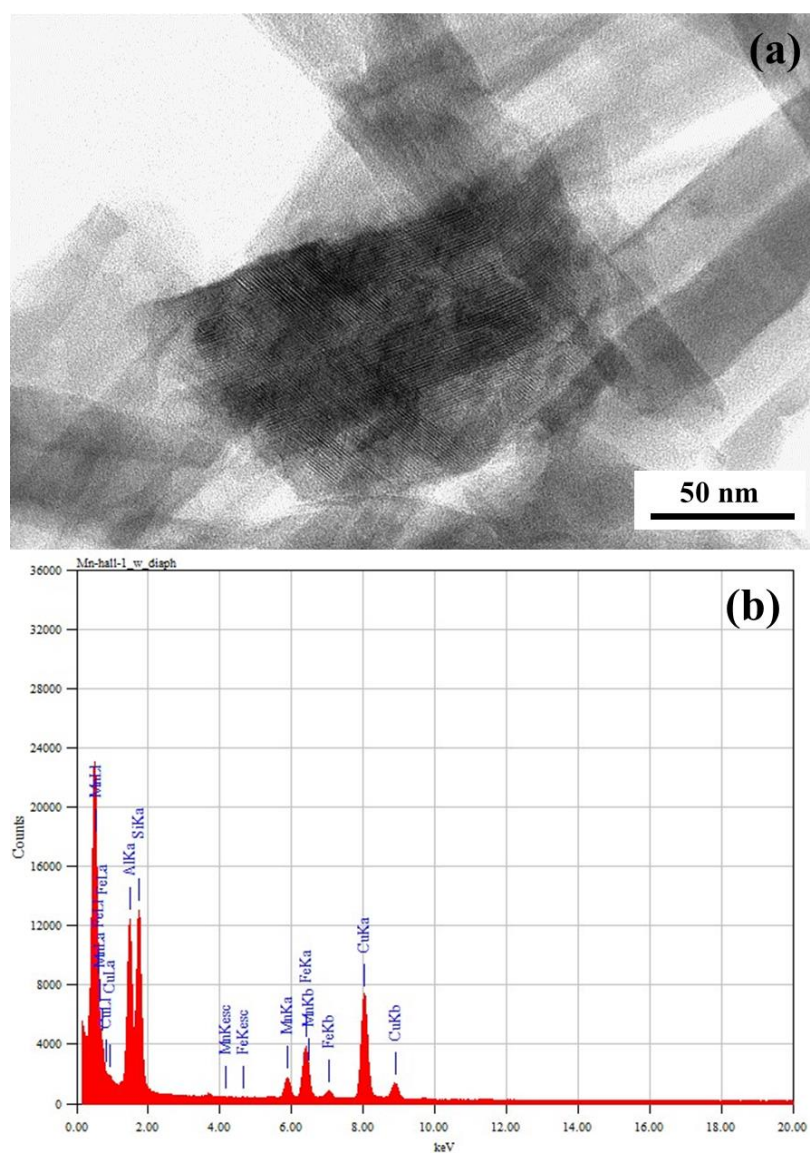 (a)
50 nm
Mn-hall-1_w_diaph
(b)
36000
32000
28000
24000
20000
16000
12000
8000
4000
0
Counts
MnLl
MnLa FeLl FeLa
CuLl CuLa
AlKa
SiKa
MnKesc
FeKesc
MnKa
MnKb FeKa
FeKb
CuKa
CuKb
0.00 2.00 4.00 6.00 8.00 10.00 12.00 14.00 16.00 18.00 20.00
keV